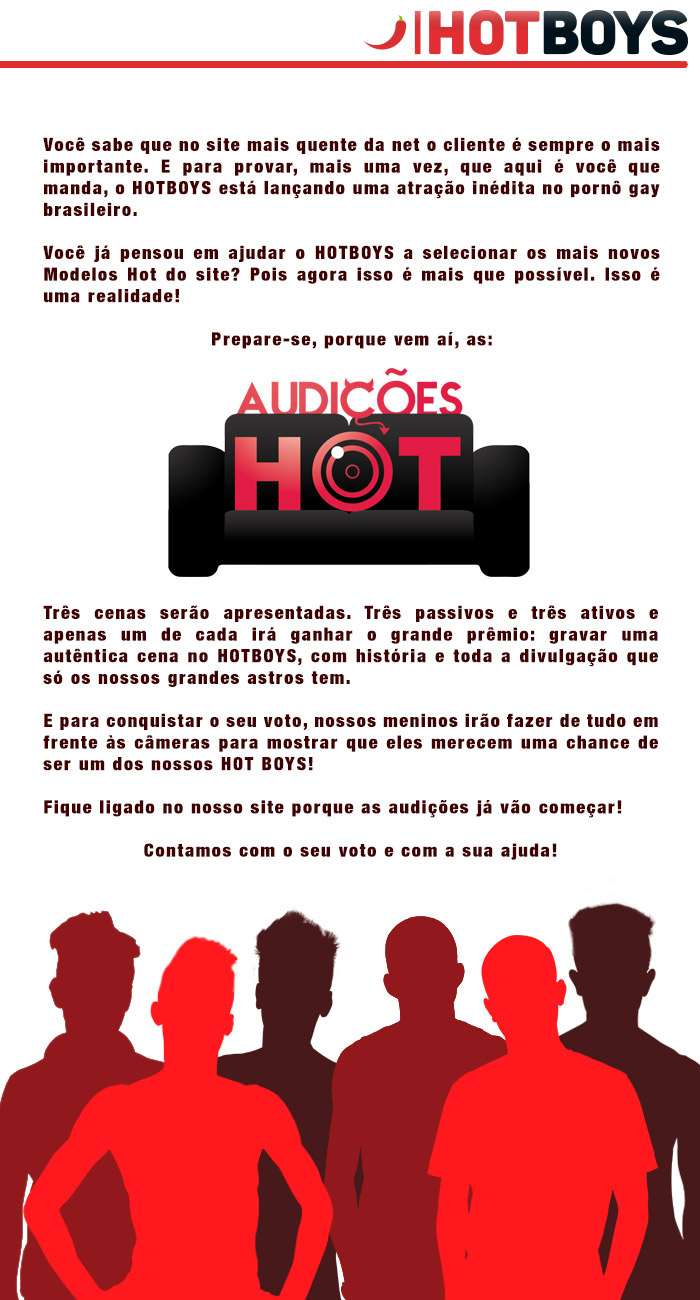 HOTBOYS
Você sabe que no site mais quente da net o cliente é sempre o mais
importante. E para provar, mais uma vez, que aqui é você que
manda, o HOTBOYS está lançando uma atração inédita no pornô gay
brasileiro.
Você já pensou em ajudar o HOTBOYS a selecionar os mais novos
Modelos Hot do site? Pois agora isso é mais que possível. Isso é
uma realidade!
Prepare-se, porque vem aí, as:
AUDIÇÕES
HOT
Três cenas serão apresentadas. Três passivos e três ativos e
apenas um de cada irá ganhar o grande prêmio: gravar uma
autêntica cena no HOTBOYS, com história e toda a divulgação que
só os nossos grandes astros tem.
E para conquistar o seu voto, nossos meninos irão fazer de tudo em
frente às câmeras para mostrar que eles merecem uma chance de
ser um dos nossos HOT BOYS!
Fique ligado no nosso site porque as audições já vão começar!
Contamos com o seu voto e com a sua ajuda!